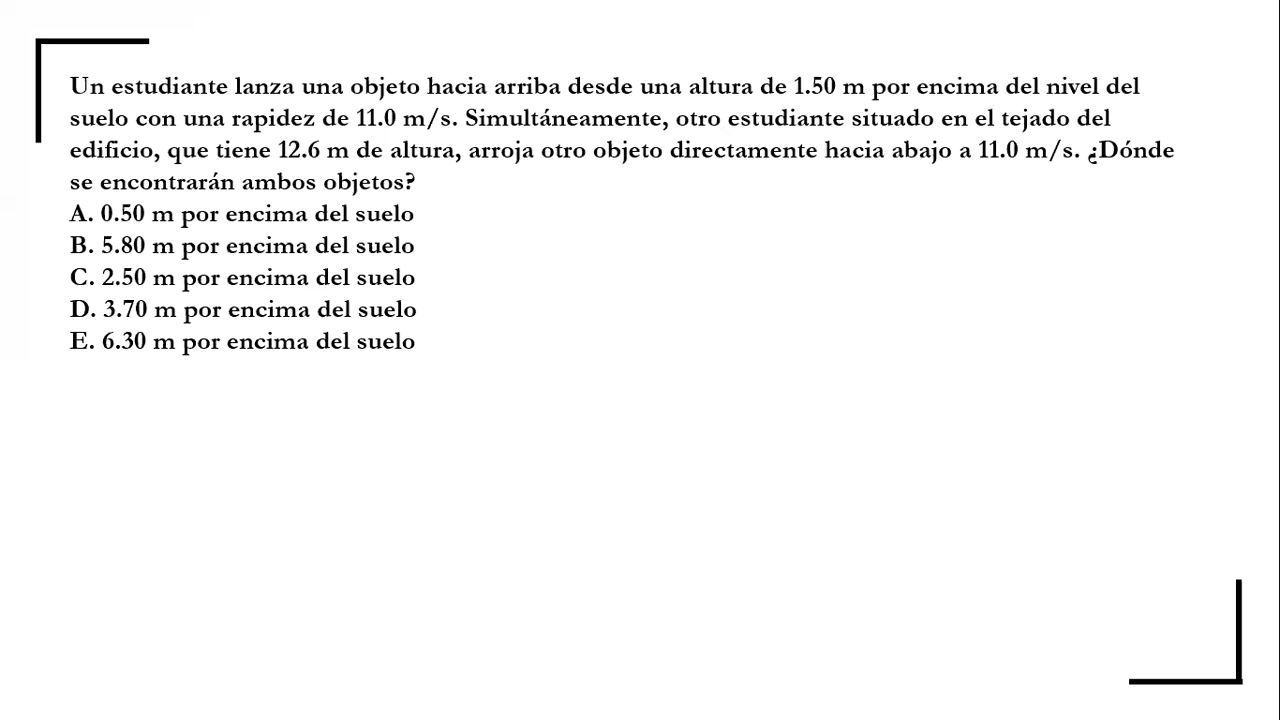 Un estudiante lanza una objeto hacia arriba desde una altura de 1.50 m por encima del nivel del
suelo con una rapidez de 11.0 m/s. Simultáneamente, otro estudiante situado en el tejado del
edificio, que tiene 12.6 m de altura, arroja otro objeto directamente hacia abajo a 11.0 m/s. ¿Dónde
se encontrarán ambos objetos?
A. 0.50 m por encima del suelo
B. 5.80 m por encima del suelo
C. 2.50 m por encima del suelo
D. 3.70 m por encima del suelo
E. 6.30 m por encima del suelo